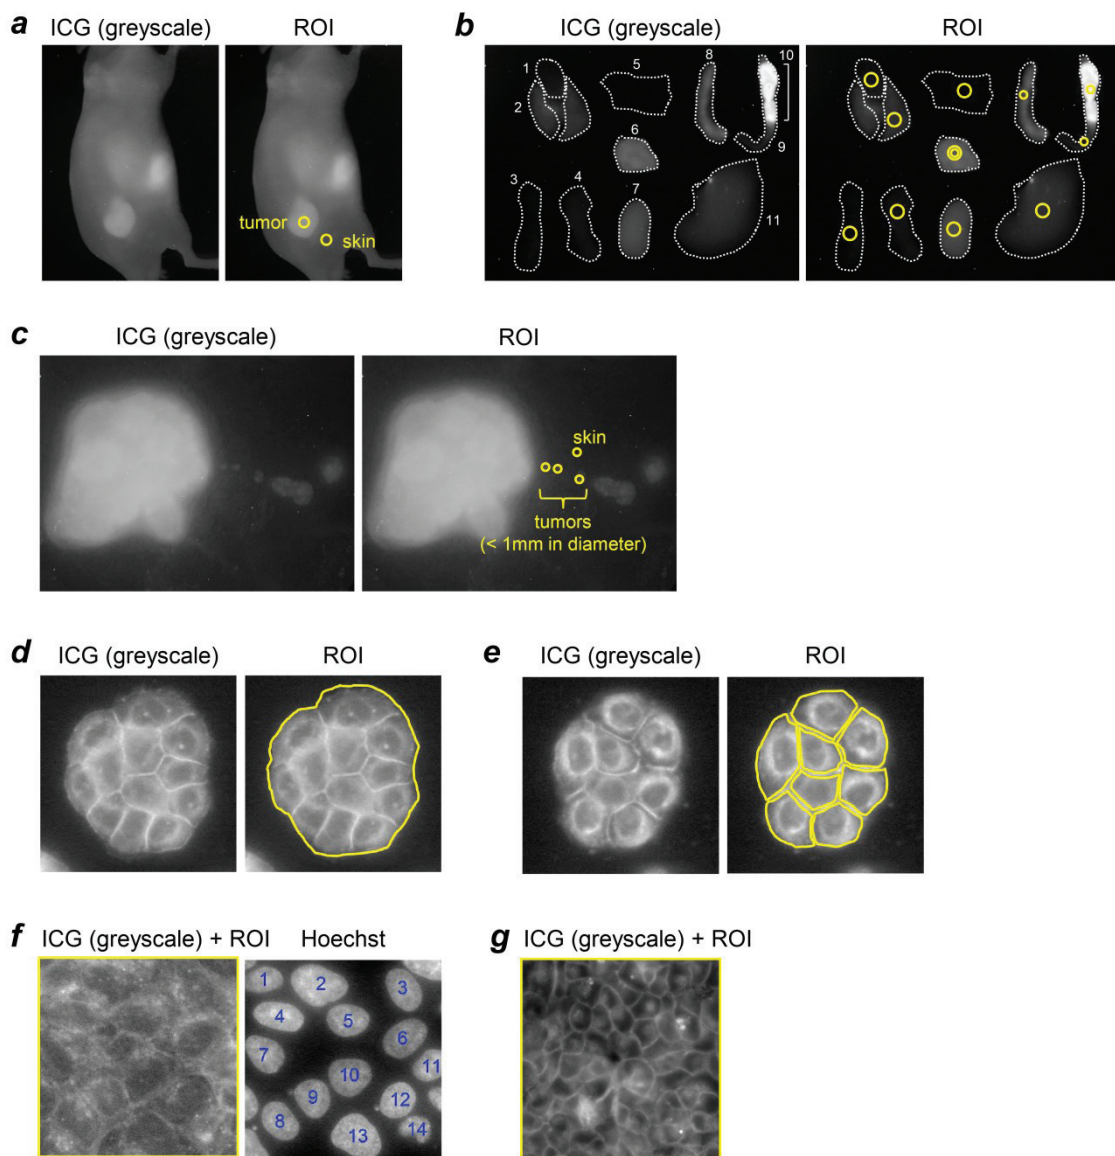 a
ICG (greyscale)
ROI
tumor
skin
b
ICG (greyscale)
ROI
1
2
3
4
5
6
7
8
9
10
11
c
ICG (greyscale)
ROI
skin
tumors
(< 1mm in diameter)
d
ICG (greyscale)
ROI
e
ICG (greyscale)
ROI
f
ICG (greyscale) + ROI
Hoechst
1
2
3
4
5
6
7
8
9
10
11
12
13
14
g
ICG (greyscale) + ROI